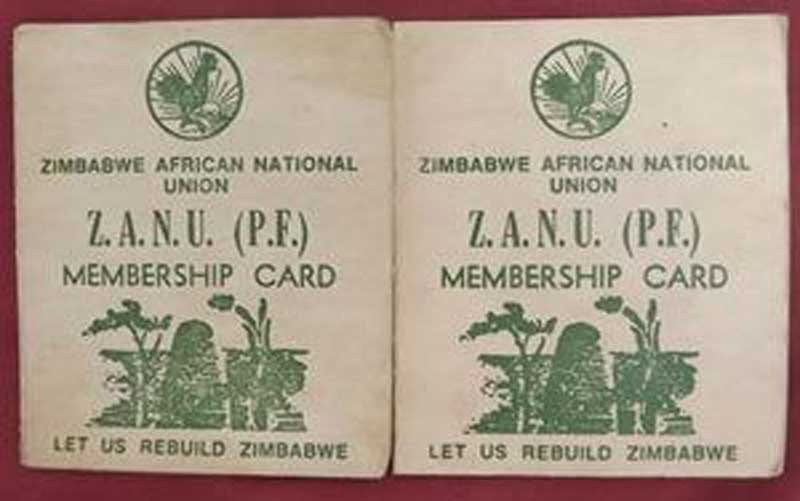 ZIMBABWE AFRICAN NATIONAL
UNION
Z.A.N.U. (P.F.)
MEMBERSHIP CARD
LET US REBUILD ZIMBABWE
ZIMBABWE AFRICAN NATIONAL
UNION
Z.A.N.U. (P.F.)
MEMBERSHIP CARD
LET US REBUILD ZIMBABWE